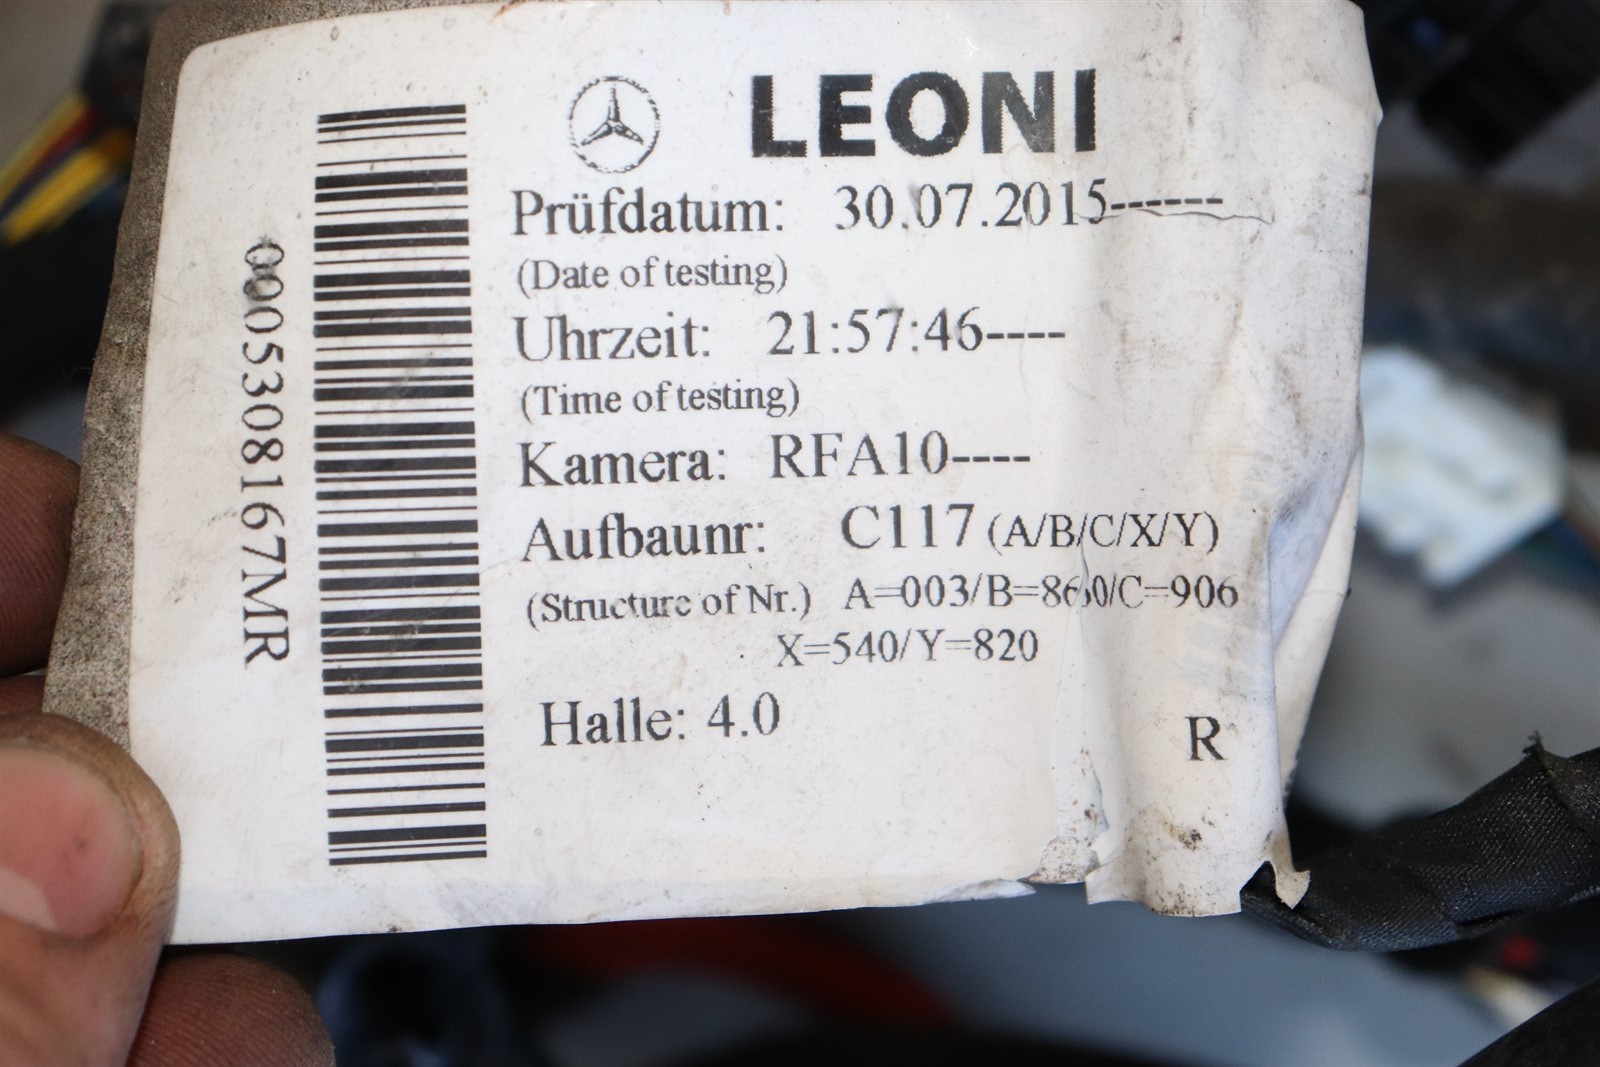 LEONI
Prüfdatum: 30.07.2015------
(Date of testing)
Uhrzeit: 21:57:46----
(Time of testing)
Kamera: RFA10----
Aufbaunr: C117 (A/B/C/X/Y)
(Structure of Nr.) A=003/B=860/C=906
X=540/Y=820
Halle: 4.0
R
0005308167MR